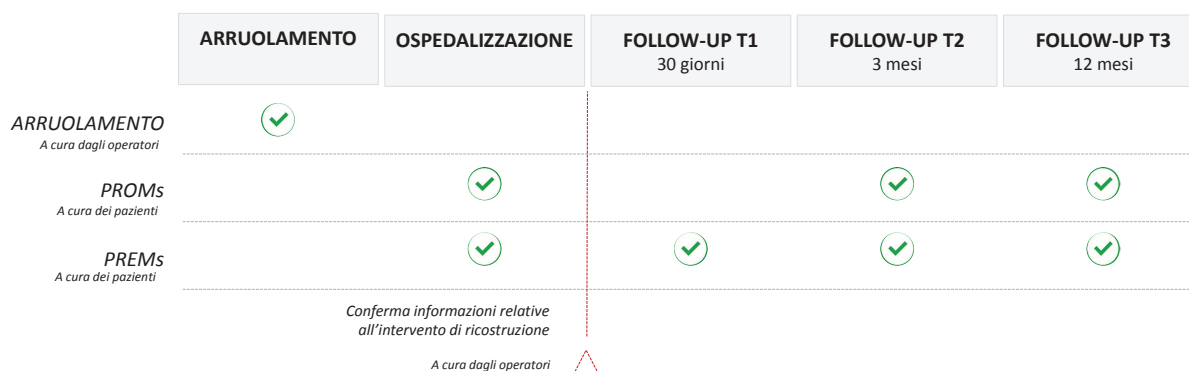 ARRUOLAMENTO
OSPEDALIZZAZIONE
FOLLOW-UP T1
30 giorni
FOLLOW-UP T2
3 mesi
FOLLOW-UP T3
12 mesi
ARRUOLAMENTO
A cura dagli operatori
PROMs
A cura dei pazienti
PREMs
A cura dei pazienti
Conferma informazioni relative
all'intervento di ricostruzione
A cura dagli operatori